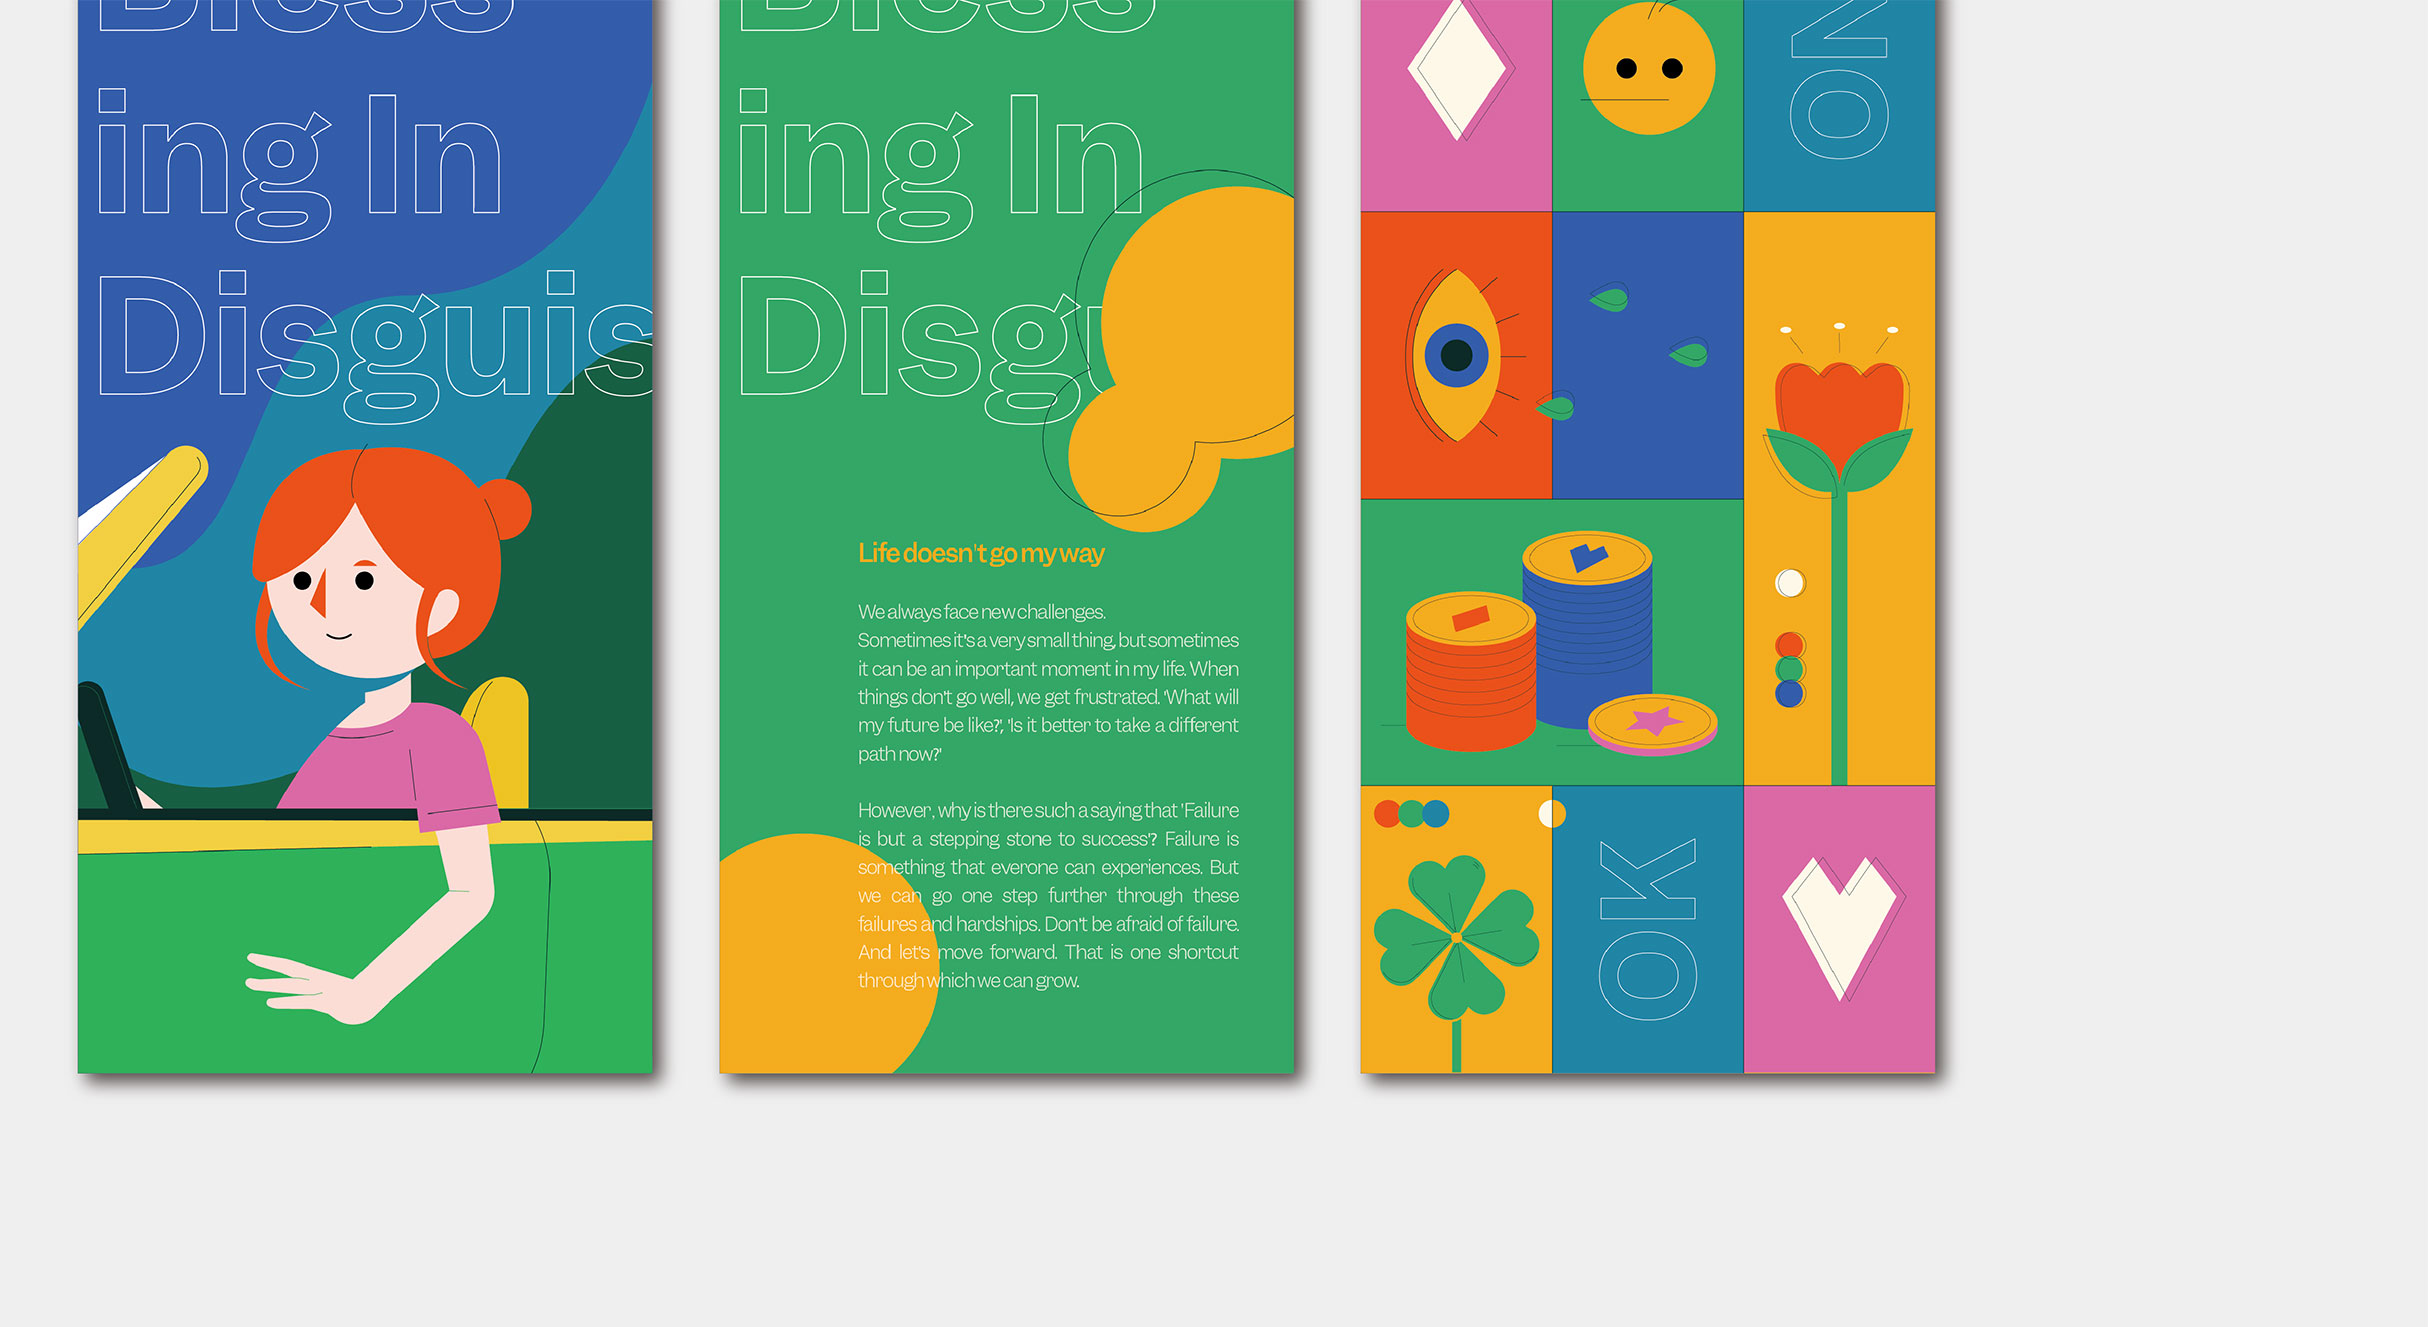 Bless
ing In
Disguis
Bless
ing In
Disgu
Life doesn't go my way
We always face new challenges.
Sometimes it's a very small thing, but sometimes
it can be an important moment in my life. When
things don't go well, we get frustrated. 'What will
my future be like?', 'Is it better to take a different
path now?'
However, why is there such a saying that 'Failure
is but a stepping stone to success'? Failure is
something that everone can experiences. But
we can go one step further through these
failures and hardships. Don't be afraid of failure.
And let's move forward. That is one shortcut
through which we can grow.
ON
OK